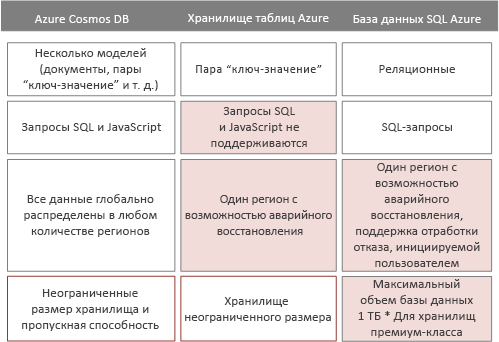 Azure Cosmos DB
Хранилище таблиц Azure
База данных SQL Azure
Несколько моделей
(документы, пары
“ключ-значение” и т. д.)
Пара “ключ-значение”
Реляционные
Запросы SQL и JavaScript
Запросы SQL
и JavaScript не
поддерживаются
SQL-запросы
Все данные глобально
распределены в любом
количестве регионов
Один регион с
возможностью аварийного
восстановления
Один регион с
возможностью
аварийного
восстановления,
поддержка отработки
отказа, инициируемой
пользователем
Неограниченные
размер хранилища и
пропускная способность
Хранилище
неограниченного размера
Максимальный
объем базы данных
1 ТБ * Для хранилищ
премиум-класса